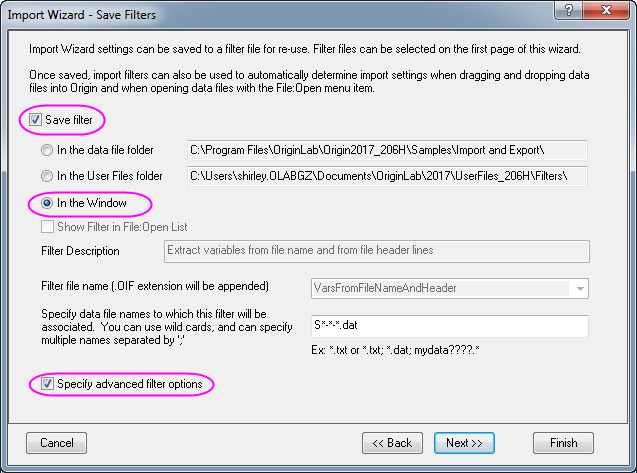 Import Wizard - Save Filters
?
Import Wizard settings can be saved to a filter file for re-use. Filter files can be selected on the first page of this wizard.
Once saved, import filters can also be used to automatically determine import settings when dragging and dropping data
files into Origin and when opening data files with the File:Open menu item.
Save filter
In the data file folder
C:\Program Files\OriginLab\Origin2017_206H\Samples\Import and Export\
In the User Files folder
C:\Users\shirley.OLABGZ\Documents\OriginLab\2017\UserFiles_206H\Filters\
In the Window
Show Filter in File:Open List
Filter Description
Extract variables from file name and from file header lines
Filter file name (.OIF extension will be appended)
VarsFromFileNameAndHeader
Specify data file names to which this filter will be
associated.  You can use wild cards, and can specify
multiple names separated by ';'
S*-*-*.dat
Ex: *.txt or *.txt; *.dat; mydata????.*
Specify advanced filter options
Cancel
<< Back
Next >>
Finish